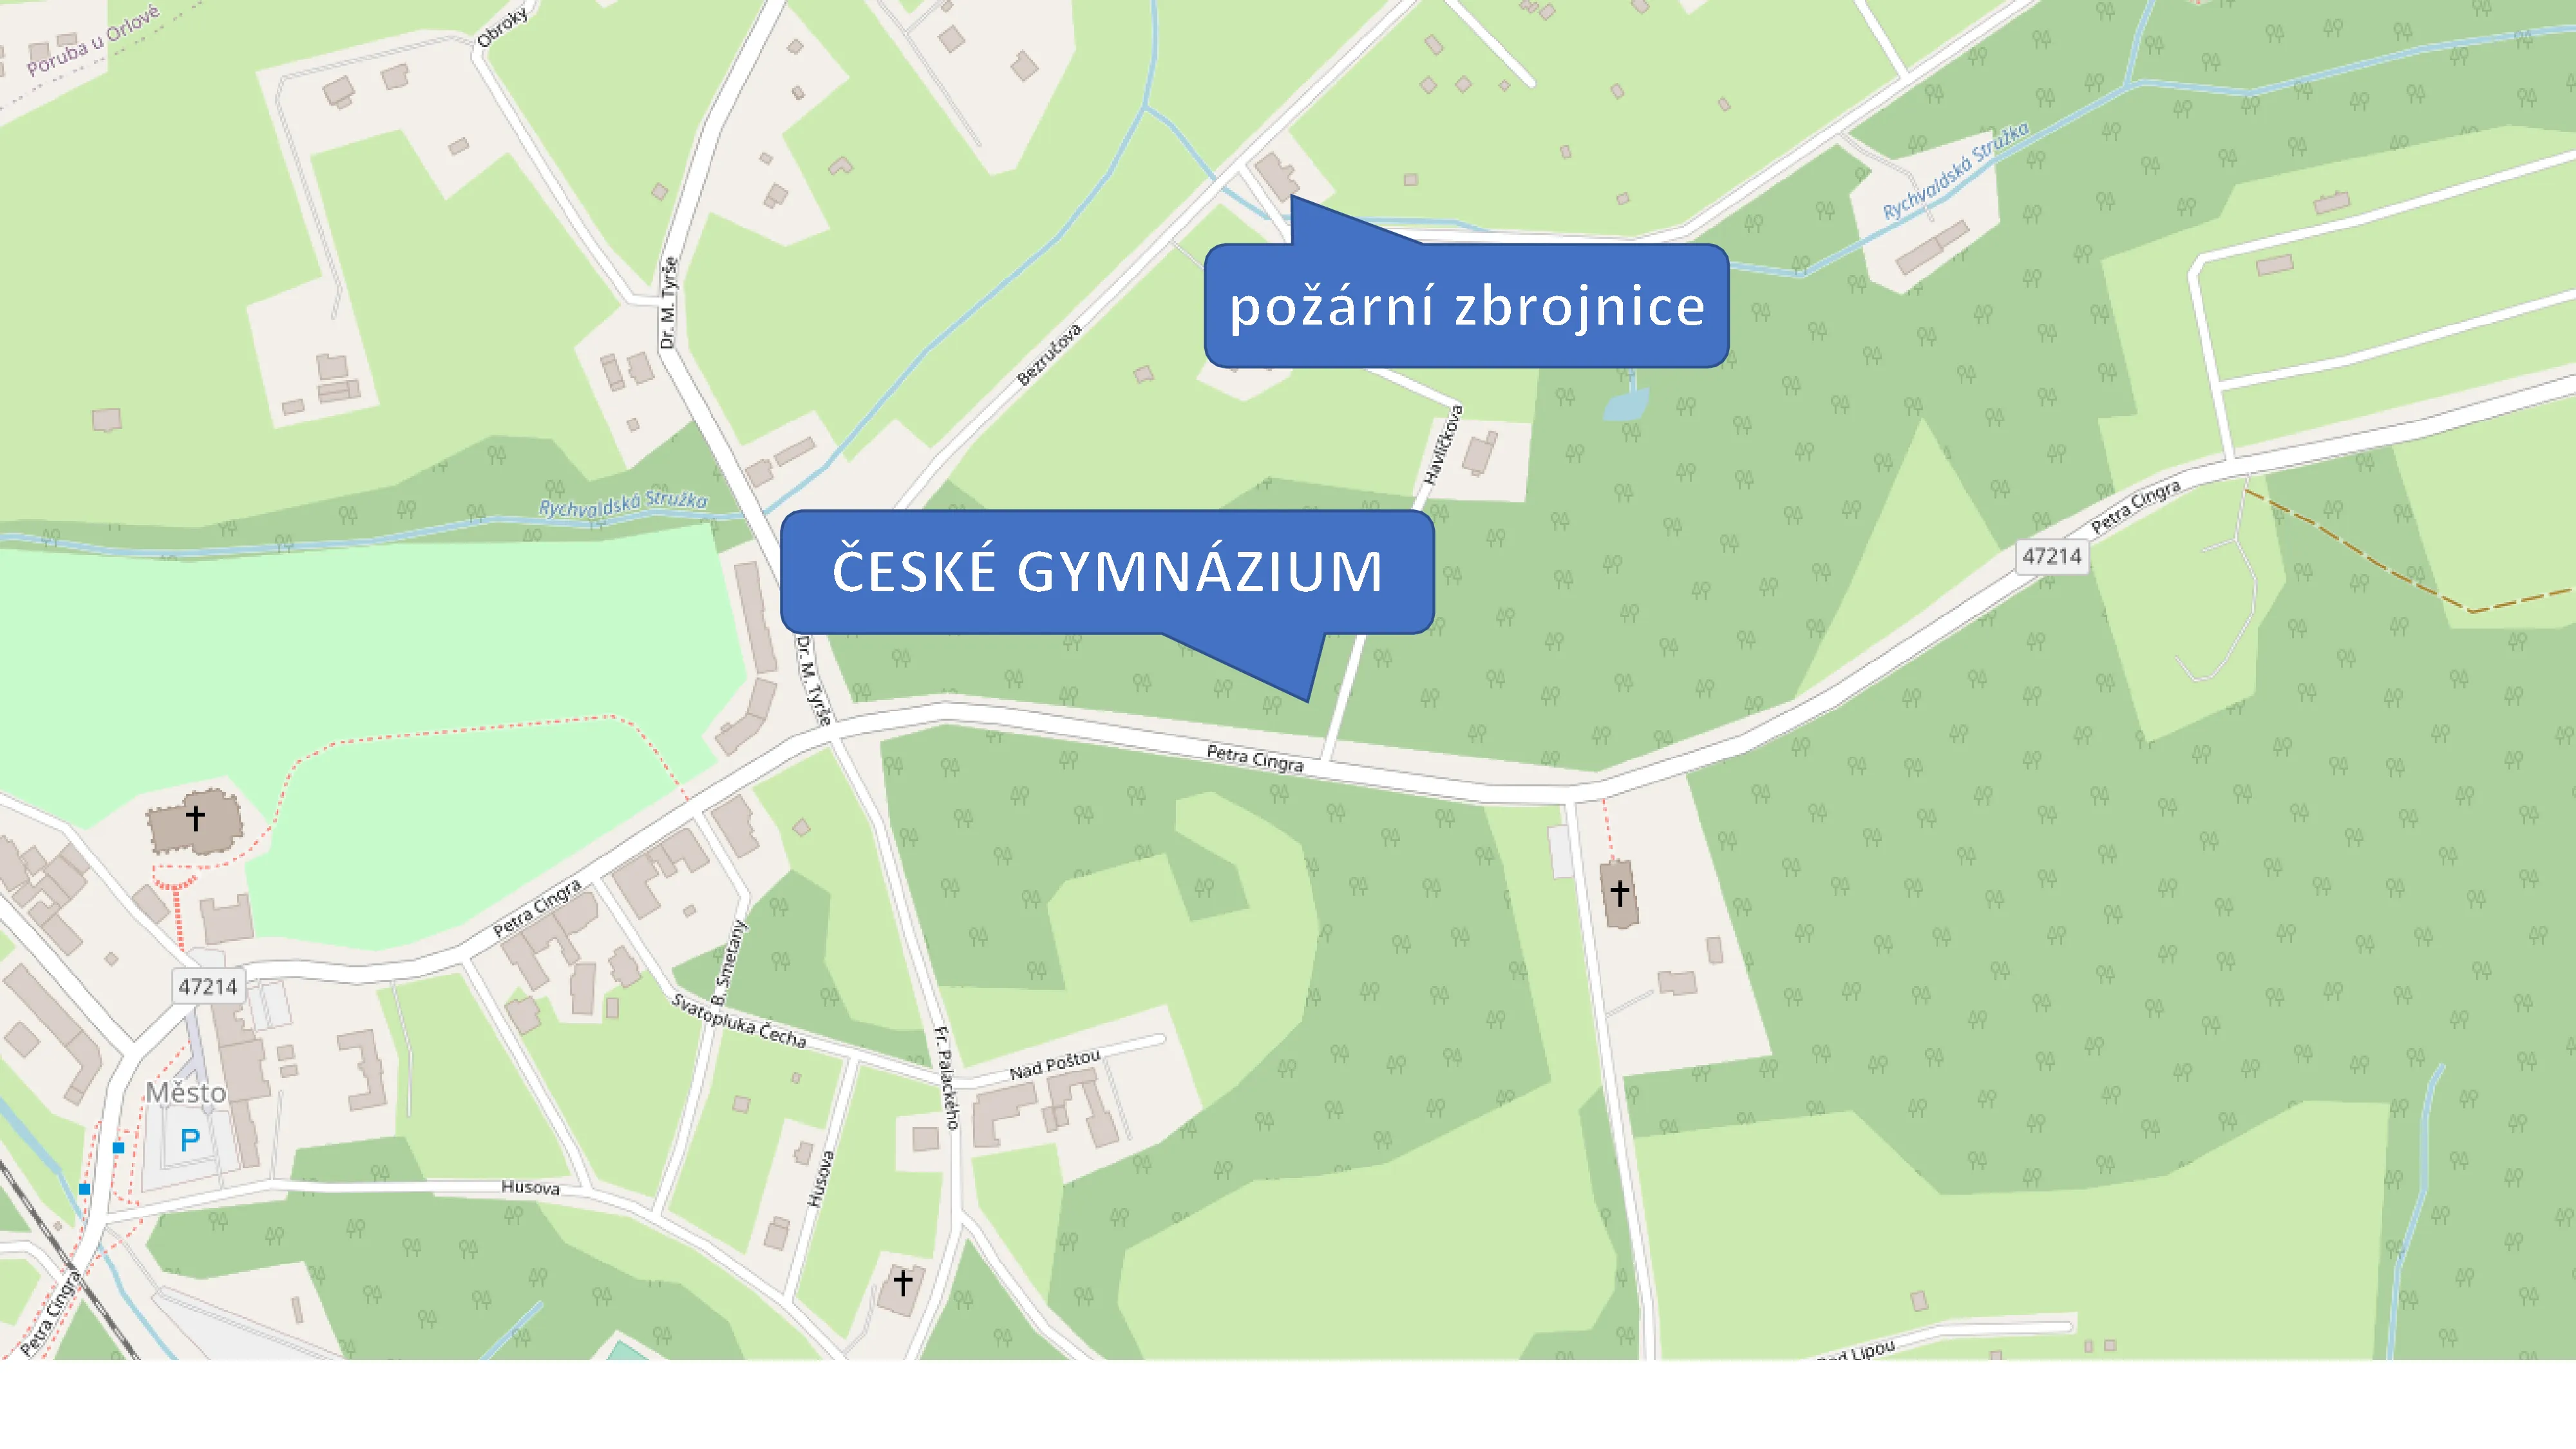 Poruba u Orlové
Obroky
Rychvaldská Stružka
Dr. M. Tyrše
požární zbrojnice
Bezručova
Havlíčkova
Rychvaldská Stružka
Petra Cingra
47214
ČESKÉ GYMNÁZIUM
Dr. M. Tyrše
Petra Cingra
Petra Cingra
B. Smetany
47214
Svatopluka Čecha
Fr. Palackého
Nad Poštou
Město
P
Husova
Husova
Petra Cingra
Lipou